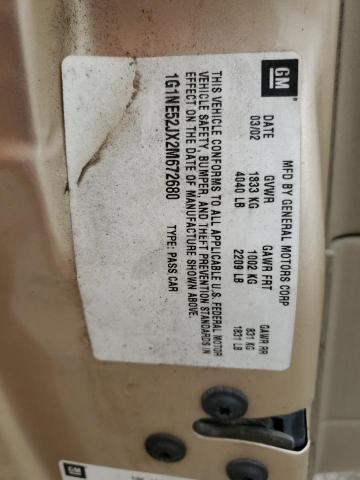 GM
MFD BY GENERAL MOTORS CORP
DATE GVWR GAWR FRT GAWR RR
03/02 1833 KG 1002 KG 831 KG
4040 LB 2209 LB 1831 LB
THIS VEHICLE CONFORMS TO ALL APPLICABLE U.S. FEDERAL MOTOR
VEHICLE SAFETY, BUMPER, AND THEFT PREVENTION STANDARDS IN
EFFECT ON THE DATE OF MANUFACTURE SHOWN ABOVE.
1G1NE52JX2M672680 TYPE: PASS CAR
GM